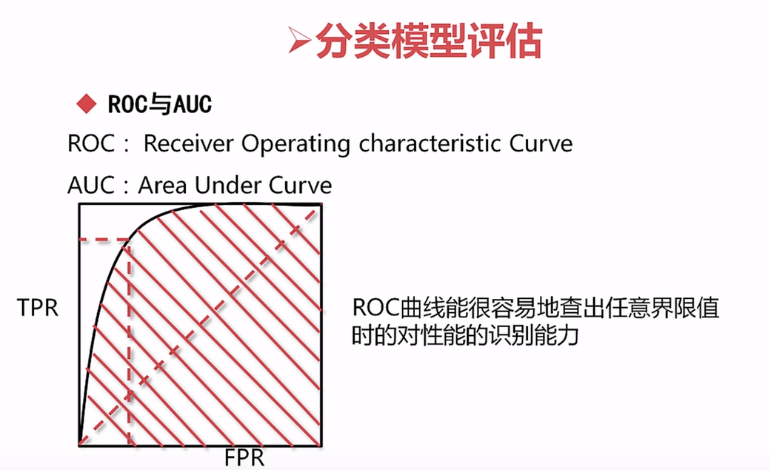 分类模型评估
ROC与AUC
ROC： Receiver Operating characteristic Curve
AUC：Area Under Curve
TPR
ROC曲线能很容易地查出任意界限值
时的对性能的识别能力
FPR